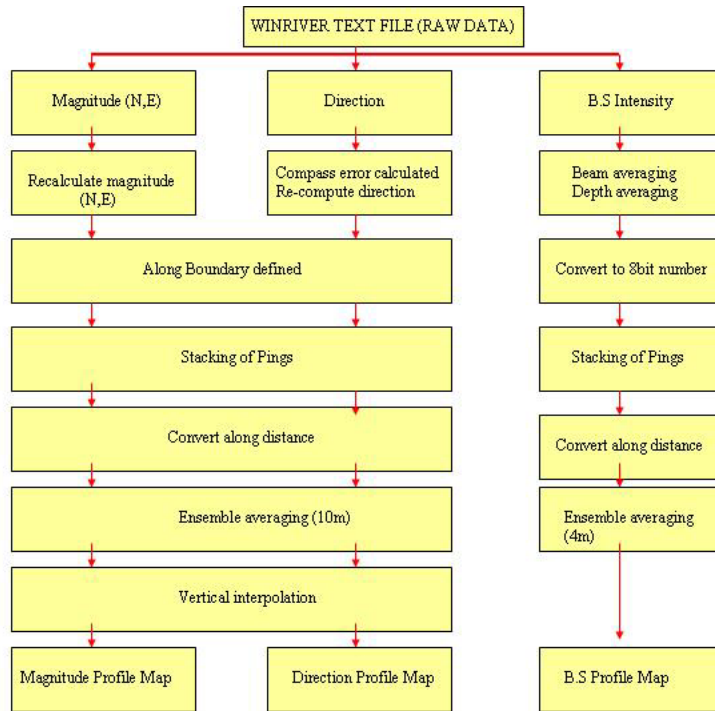 WINRIVER TEXT FILE (RAW DATA)
Magnitude (N,E)
Direction
B.S Intensity
Recalculate magnitude
(N,E)
Compass error calculated
Re-compute direction
Beam averaging
Depth averaging
Along Boundary defined
Convert to 8bit number
Stacking of Pings
Stacking of Pings
Convert along distance
Convert along distance
Ensemble averaging (10m)
Ensemble averaging
(4m)
Vertical interpolation
Magnitude Profile Map
Direction Profile Map
B.S Profile Map